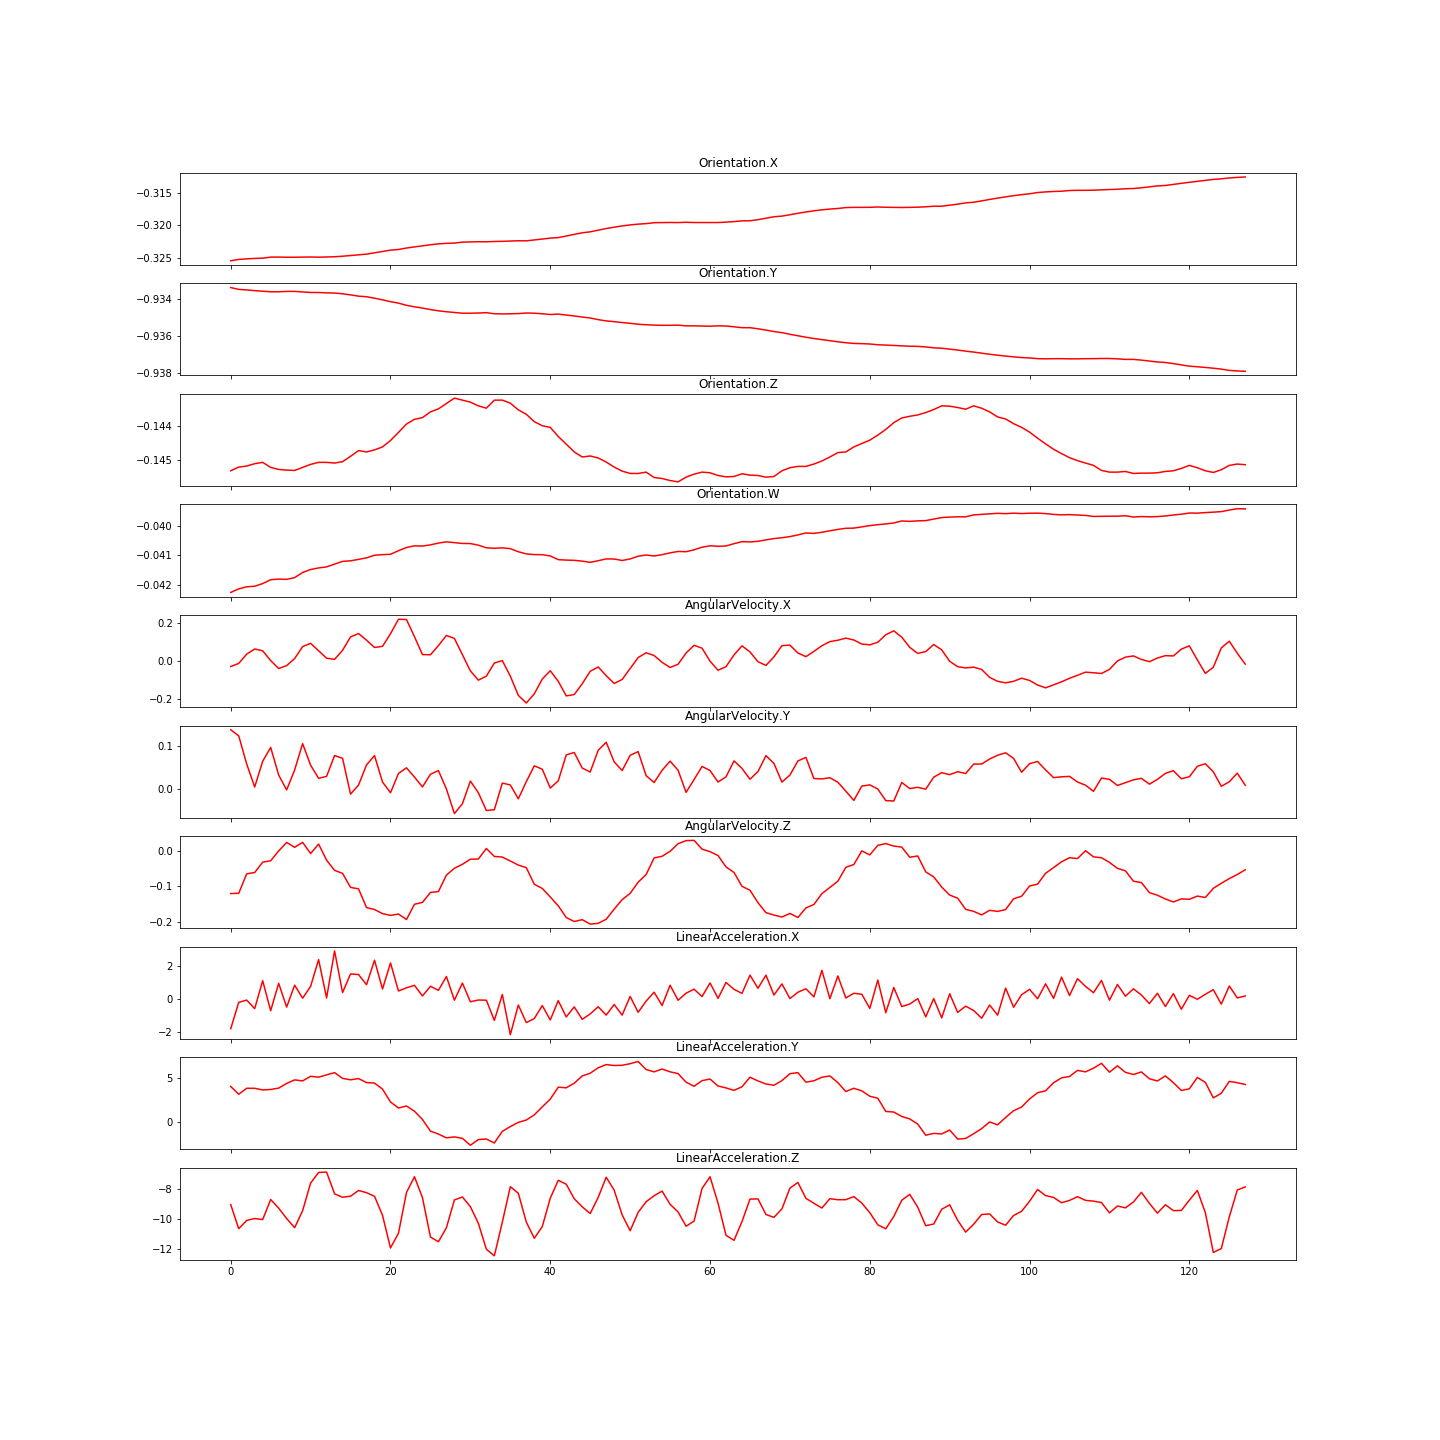 Orientation.X
−0.315
−0.320
−0.325
Orientation.Y
−0.934
−0.936
−0.938
Orientation.Z
−0.144
−0.145
Orientation.W
−0.040
−0.041
−0.042
AngularVelocity.X
0.2
0.0
−0.2
AngularVelocity.Y
0.1
0.0
AngularVelocity.Z
0.0
−0.1
−0.2
LinearAcceleration.X
2
0
−2
LinearAcceleration.Y
5
0
LinearAcceleration.Z
−8
−10
−12
0 20 40 60 80 100 120